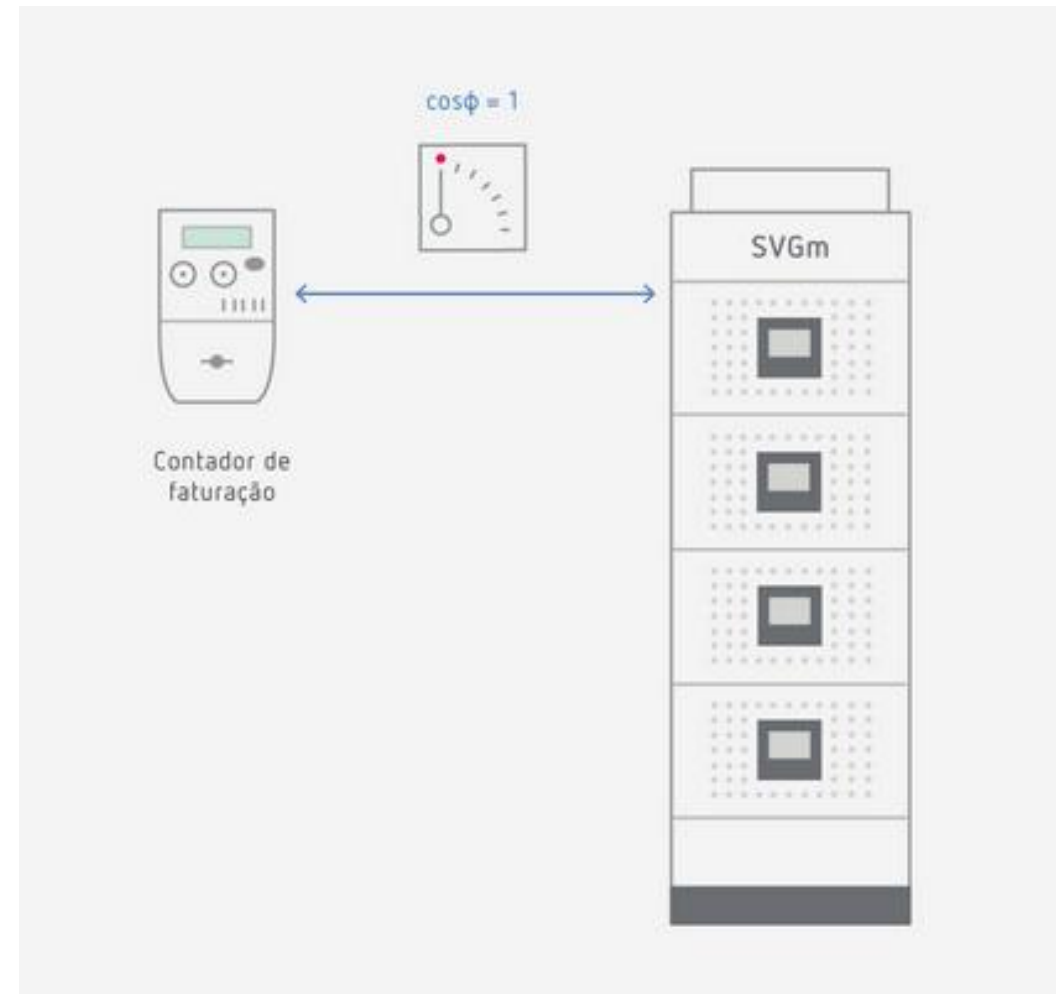 cosϕ = 1
SVGm
Contador de
faturação